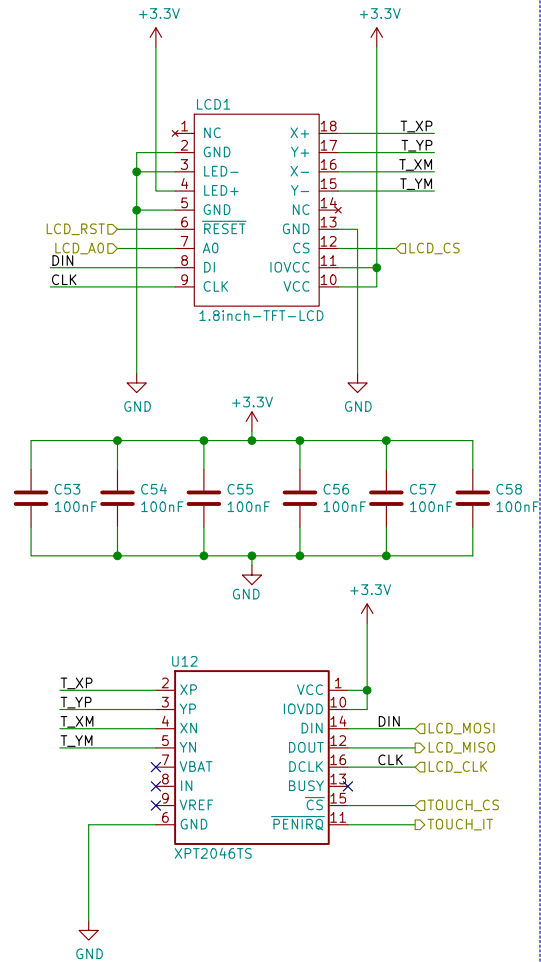 +3.3V +3.3V
LCD1
1 NC X+ 18 T_XP
2 GND Y+ 17 T_YP
3 LED- X- 16 T_XM
4 LED+ Y- 15 T_YM
5 GND NC 14
LCD_RST 6 RESET GND 13
LCD_A0 7 A0 CS 12 LCD_CS
DIN 8 DI IOVCC 11
CLK 9 CLK VCC 10
1.8inch-TFT-LCD
GND GND
+3.3V
C53 C54 C55 C56 C57 C58
100nF 100nF 100nF 100nF 100nF 100nF
GND
+3.3V
U12
T_XP 2 XP VCC 1
T_YP 3 YP IOVDD 10
T_XM 4 XN DIN 14 DIN LCD_MOSI
T_YM 5 YN DOUT 12 LCD_MISO
7 VBAT DCLK 16 CLK LCD_CLK
8 IN BUSY 13
9 VREF CS 15 TOUCH_CS
6 GND PENIRQ 11 TOUCH_IT
XPT2046TS
GND